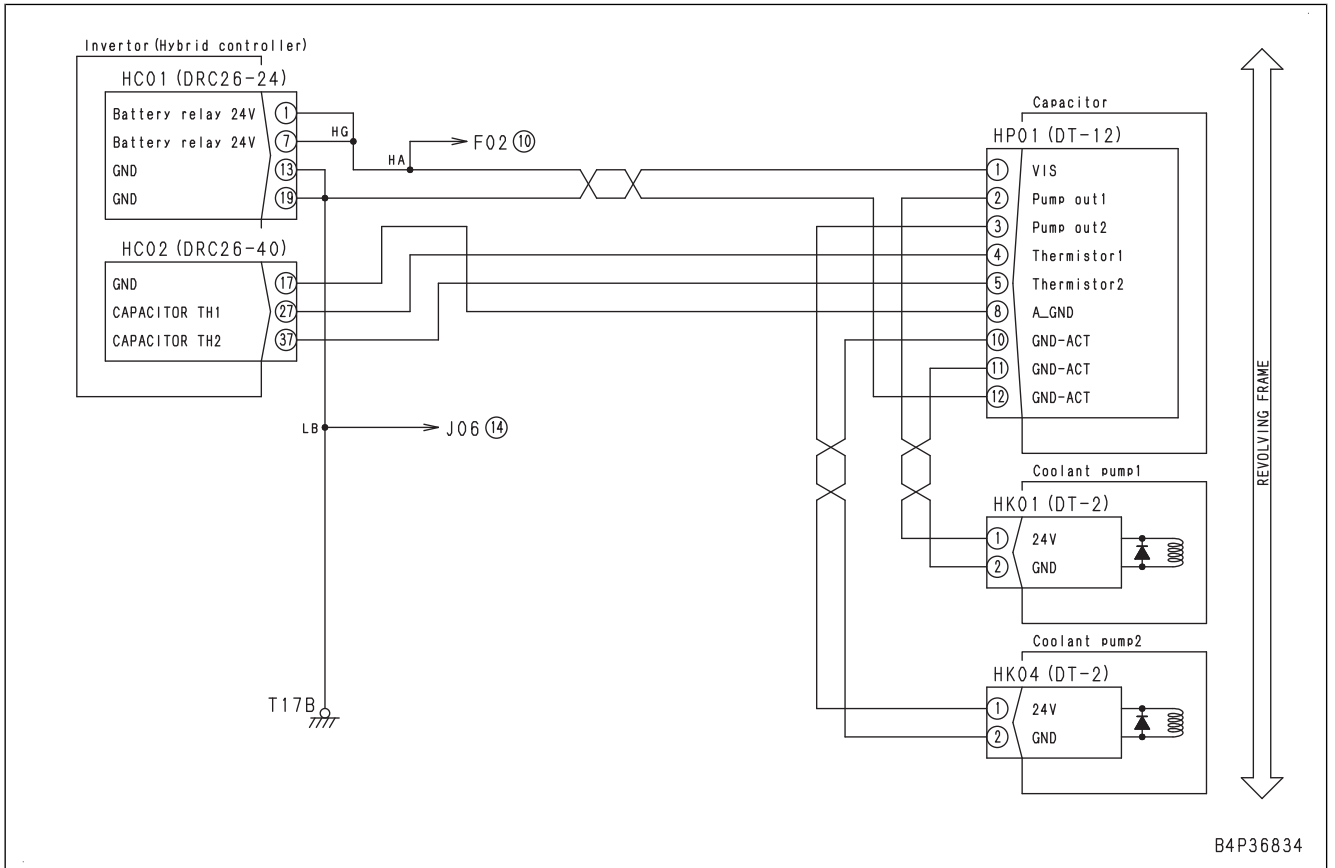 Invertor(Hybrid controller)
HC01(DRC26-24)
Battery relay 24V 1
Battery relay 24V 7
GND 13
GND 19
HG
HA
F02 10
HC02(DRC26-40)
GND 17
CAPACITOR TH1 27
CAPACITOR TH2 37
LB
J06 14
T17B
Capacitor
HP01(DT-12)
1 VIS
2 Pump out1
3 Pump out2
4 Thermistor1
5 Thermistor2
8 A_GND
10 GND-ACT
11 GND-ACT
12 GND-ACT
Coolant pump1
HK01(DT-2)
1 24V
2 GND
Coolant pump2
HK04(DT-2)
1 24V
2 GND
REVOLVING FRAME
B4P36834